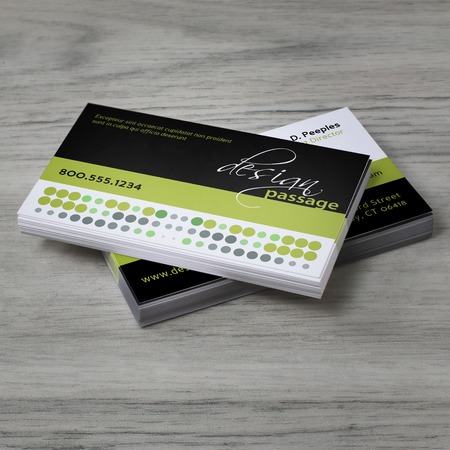 Excepteur sint occaecat cupidatat non proident
sunt in culpa qui officia deserunt
800.555.1234
design
passage
D. Peeples
Director
Street
, CT 06418
www.des